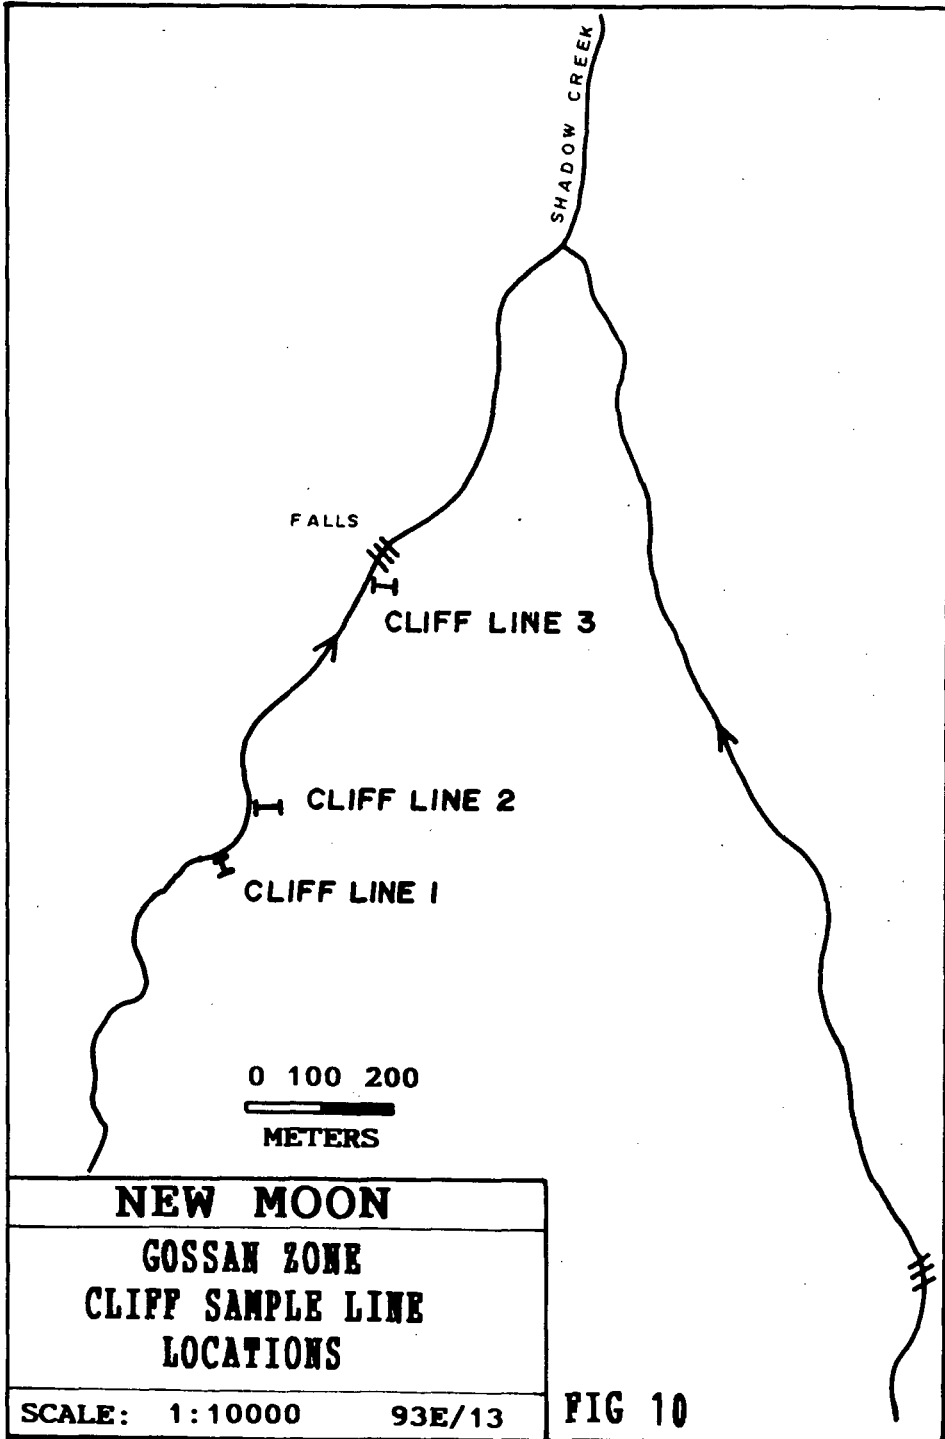 SHADOW CREEK
FALLS
CLIFF LINE 3
CLIFF LINE 2
CLIFF LINE 1
0 100 200
METERS
NEW MOON
GOSSAN ZONE
CLIFF SAMPLE LINE
LOCATIONS
SCALE: 1:10000 93E/13
FIG 10